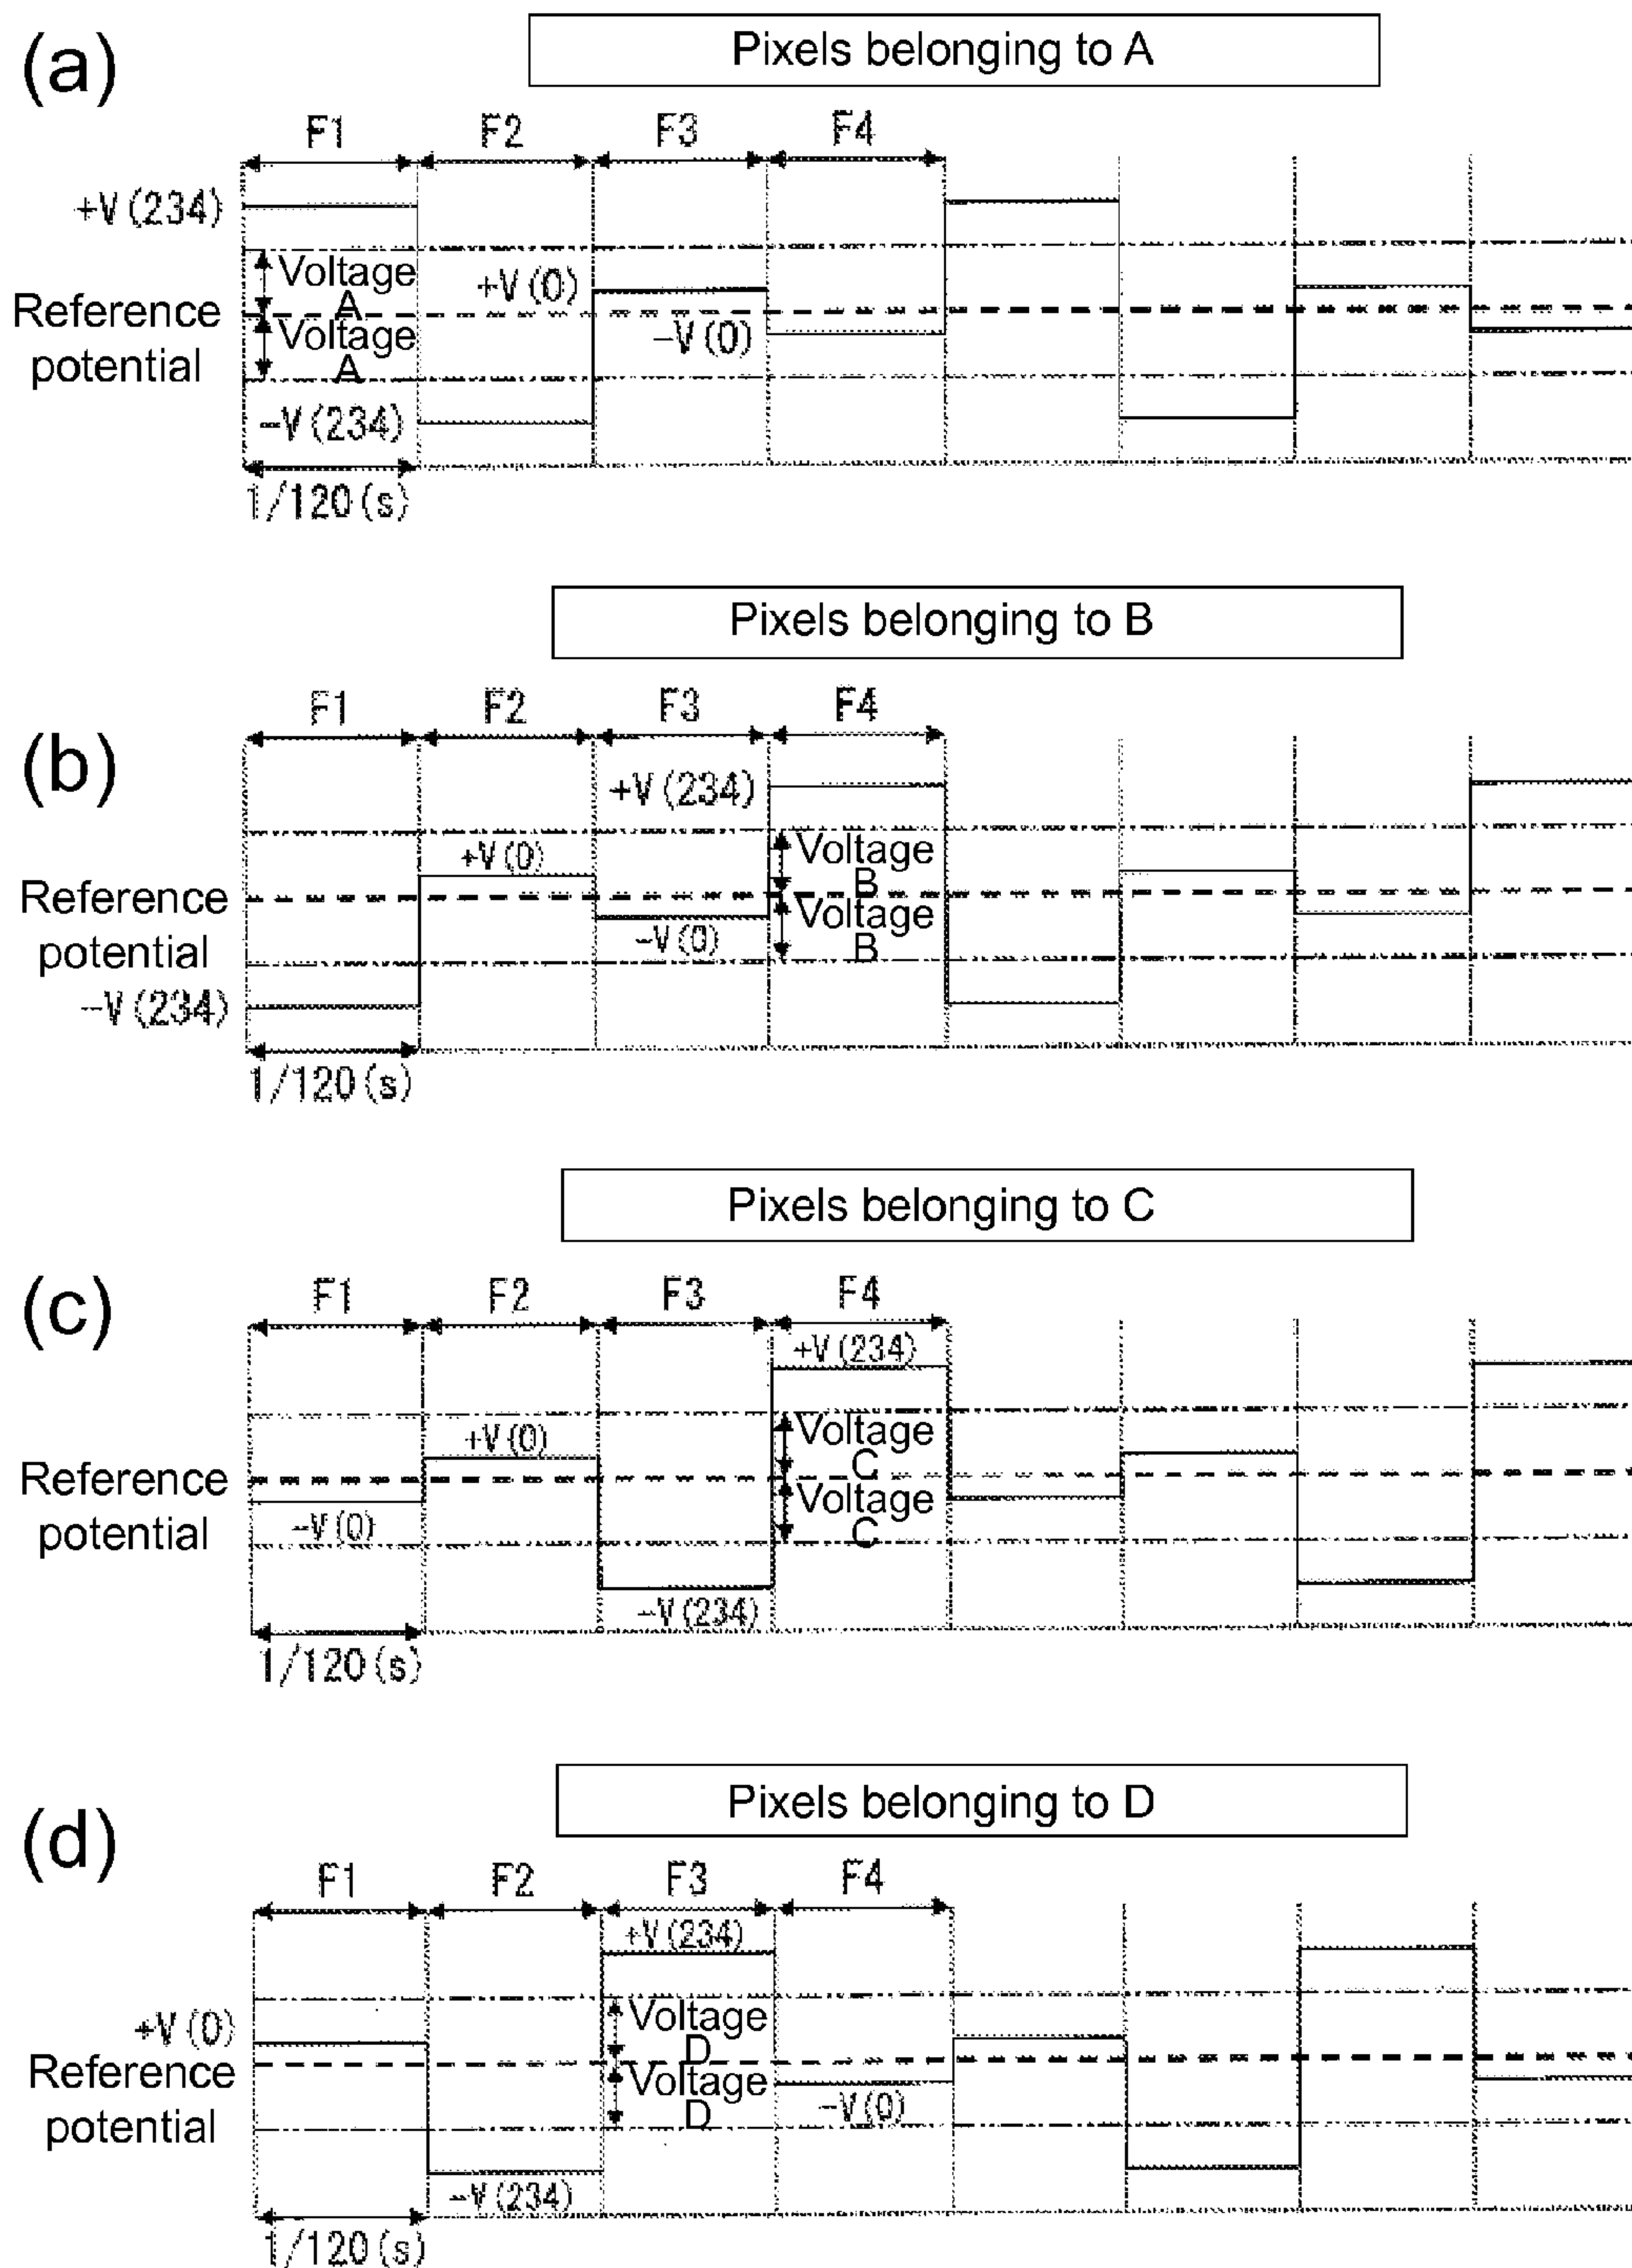 (a)
Pixels belonging to A
F1 F2 F3 F4
+V(234)
Voltage
A
+V(0)
Reference
potential
Voltage
A
-V(0)
-V(234)
1/120(s)
Pixels belonging to B
(b)
F1 F2 F3 F4
+V(234)
+V(0)
Voltage
B
Reference
potential
Voltage
B
-V(0)
-V(234)
1/120(s)
Pixels belonging to C
(c)
F1 F2 F3 F4
+V(234)
+V(0)
Voltage
C
Reference
potential
Voltage
C
-V(0)
-V(234)
1/120(s)
Pixels belonging to D
(d)
F1 F2 F3 F4
+V(234)
+V(0)
Voltage
D
Reference
potential
Voltage
D
-V(0)
-V(234)
1/120(s)